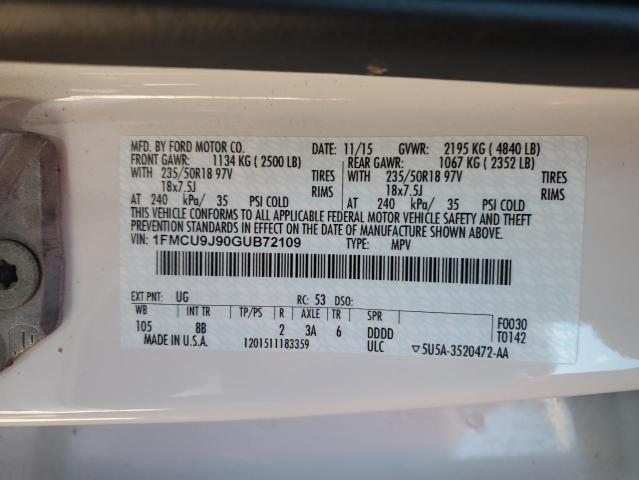 MFD. BY FORD MOTOR CO. DATE: 11/15 GVWR: 2195 KG ( 4840 LB)
FRONT GAWR: 1134 KG ( 2500 LB) REAR GAWR: 1067 KG ( 2352 LB)
WITH 235/50R18 97V TIRES WITH 235/50R18 97V TIRES
18x7.5J RIMS 18x7.5J RIMS
AT 240 kPa/ 35 PSI COLD AT 240 kPa/ 35 PSI COLD
THIS VEHICLE CONFORMS TO ALL APPLICABLE FEDERAL MOTOR VEHICLE SAFETY AND THEFT
PREVENTION STANDARDS IN EFFECT ON THE DATE OF MANUFACTURE SHOWN ABOVE.
VIN: 1FMCU9J90GUB72109 TYPE: MPV
EXT PNT: UG RC: 53 DSO:
WB INT TR TP/PS R AXLE TR SPR F0030
105 BB 2 3A 6 DDDD T0142
MADE IN U.S.A. 1201511183359 ULC ▽5U5A-3520472-AA